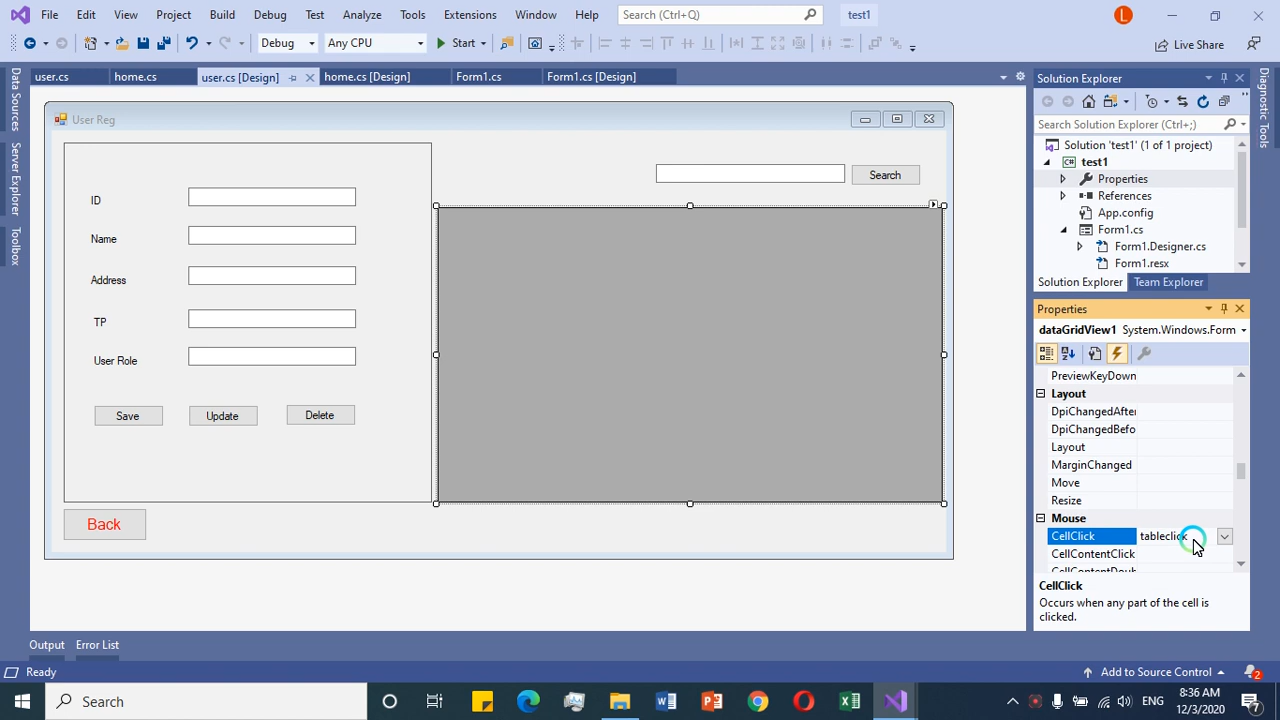 File Edit View Project Build Debug Test Analyze Tools Extensions Window Help Search (Ctrl+Q) test1 L
Debug Any CPU Start Live Share
user.cs home.cs user.cs [Design] home.cs [Design] Form1.cs Form1.cs [Design]
Data Sources
Server Explorer
Toolbox
User Reg
Search
ID
Name
Address
TP
User Role
Save Update Delete
Back
Solution Explorer
Search Solution Explorer (Ctrl+;)
Solution 'test1' (1 of 1 project)
C# test1
Properties
References
App.config
Form1.cs
Form1.Designer.cs
Form1.resx
Solution Explorer Team Explorer
Properties
dataGridView1 System.Windows.Form
PreviewKeyDown
Layout
DpiChangedAfter
DpiChangedBefo
Layout
MarginChanged
Move
Resize
Mouse
CellClick tableclick
CellContentClick
CellContentDoub
CellClick
Occurs when any part of the cell is
clicked.
Diagnostic Tools
Output Error List
Ready Add to Source Control 2
Search ENG 8:36 AM
12/3/2020 7